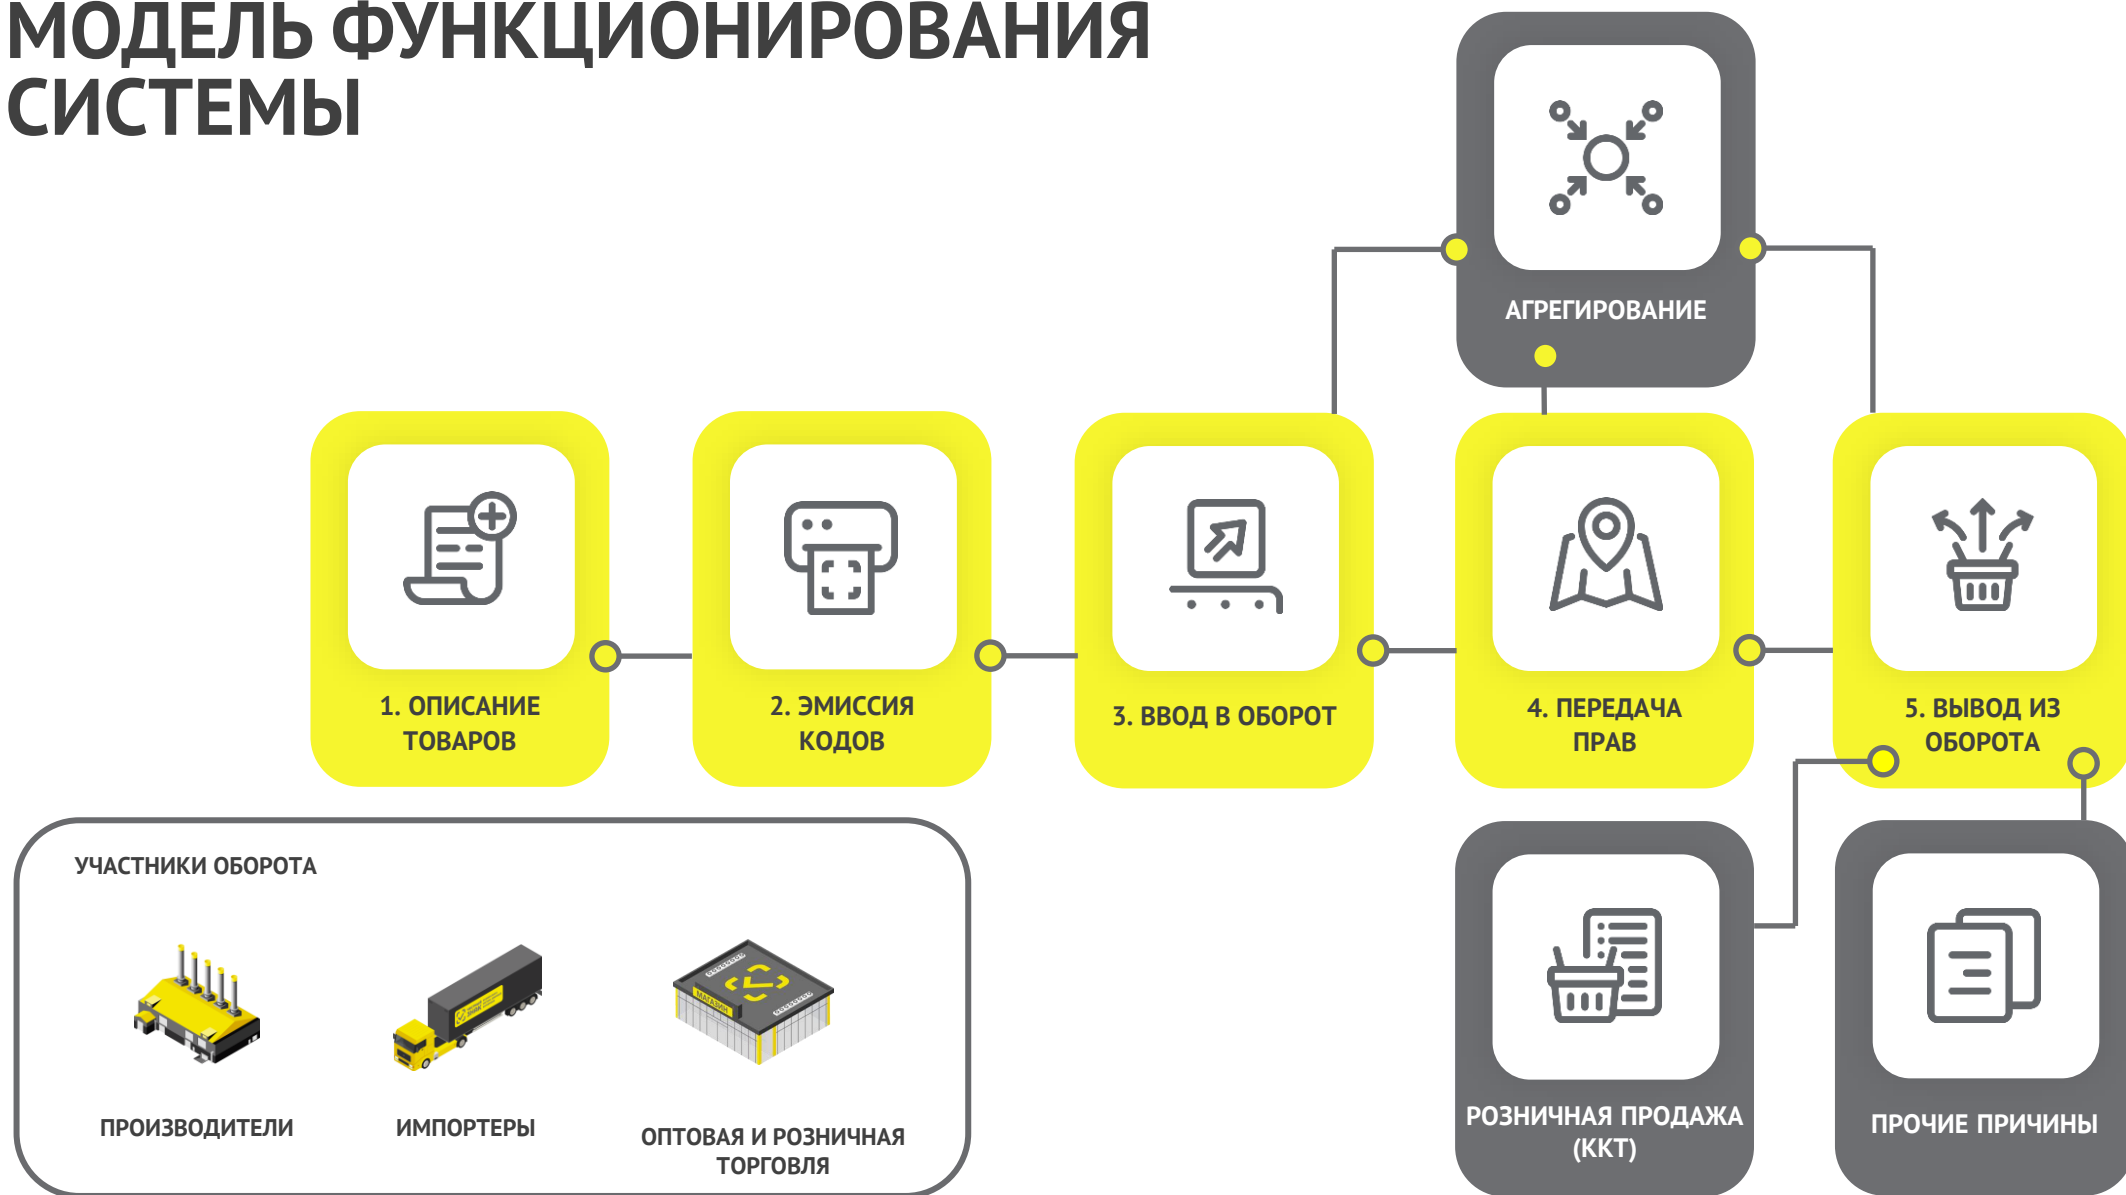 МОДЕЛЬ ФУНКЦИОНИРОВАНИЯ
СИСТЕМЫ
АГРЕГИРОВАНИЕ
1. ОПИСАНИЕ
ТОВАРОВ
2. ЭМИССИЯ
КОДОВ
3. ВВОД В ОБОРОТ
4. ПЕРЕДАЧА
ПРАВ
5. ВЫВОД ИЗ
ОБОРОТА
УЧАСТНИКИ ОБОРОТА
МАГАЗИН
ПРОИЗВОДИТЕЛИ
ИМПОРТЕРЫ
ОПТОВАЯ И РОЗНИЧНАЯ
ТОРГОВЛЯ
РОЗНИЧНАЯ ПРОДАЖА
(ККТ)
ПРОЧИЕ ПРИЧИНЫ